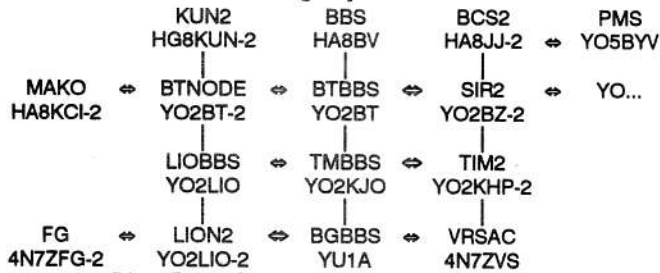 KUN2 BBS BCS2 PMS
HG8KUN-2 HA8BV HA8JJ-2 ⇔ YO5BYV
MAKO ⇔ BTNODE ⇔ BTBBS ⇔ SIR2 ⇔ YO...
HA8KCI-2 YO2BT-2 YO2BT YO2BZ-2
LIOBBS ⇔ TMBBS ⇔ TIM2
YO2LIO YO2KJO YO2KHP-2
FG ⇔ LION2 ⇔ BGBBS ⇔ VRSAC
4N7ZFG-2 YO2LIO-2 YU1A 4N7ZVS